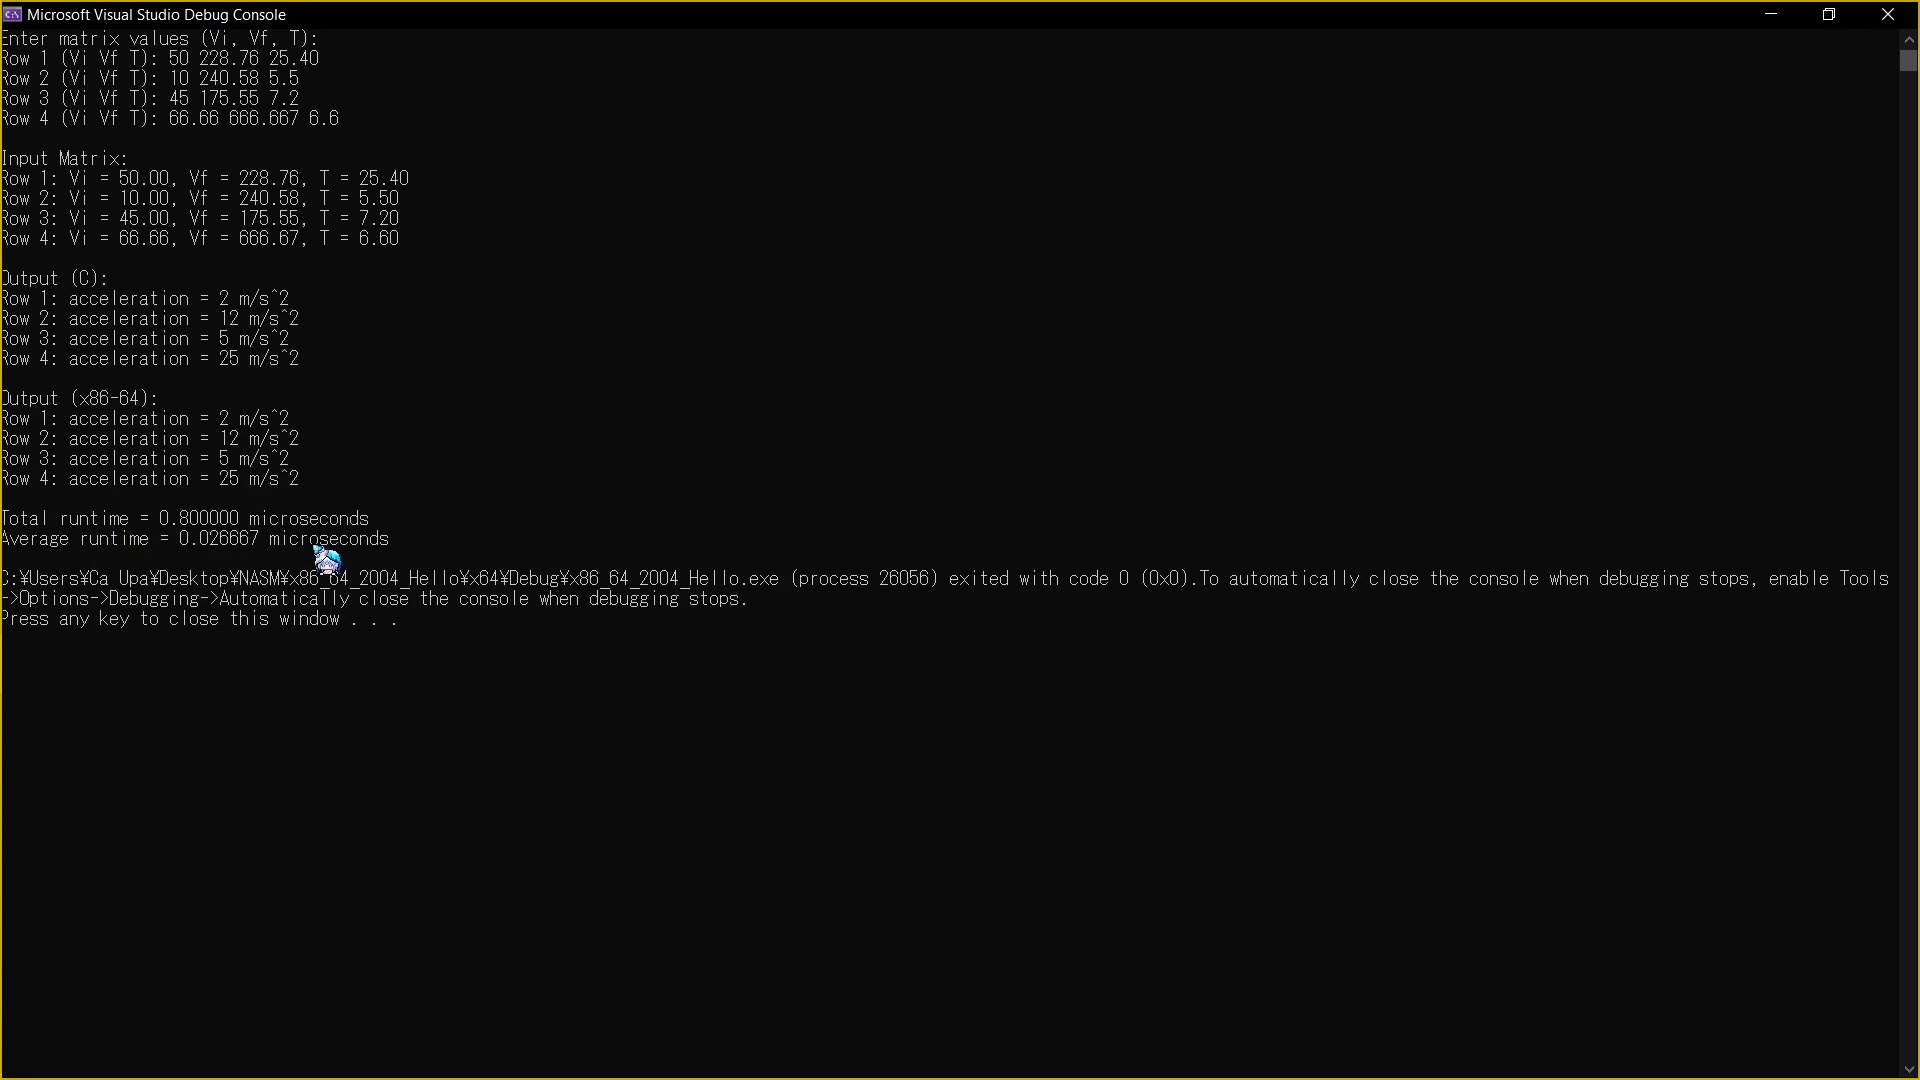 Microsoft Visual Studio Debug Console
Enter matrix values (Vi, Vf, T):
Row 1 (Vi Vf T): 50 228.76 25.40
Row 2 (Vi Vf T): 10 240.58 5.5
Row 3 (Vi Vf T): 45 175.55 7.2
Row 4 (Vi Vf T): 66.66 666.667 6.6
Input Matrix:
Row 1: Vi = 50.00, Vf = 228.76, T = 25.40
Row 2: Vi = 10.00, Vf = 240.58, T = 5.50
Row 3: Vi = 45.00, Vf = 175.55, T = 7.20
Row 4: Vi = 66.66, Vf = 666.67, T = 6.60
Output (C):
Row 1: acceleration = 2 m/s^2
Row 2: acceleration = 12 m/s^2
Row 3: acceleration = 5 m/s^2
Row 4: acceleration = 25 m/s^2
Output (x86-64):
Row 1: acceleration = 2 m/s^2
Row 2: acceleration = 12 m/s^2
Row 3: acceleration = 5 m/s^2
Row 4: acceleration = 25 m/s^2
Total runtime = 0.800000 microseconds
Average runtime = 0.026667 microseconds
C:¥Users¥Ca Upa¥Desktop¥NASM¥x86_64_2004_Hello¥x64¥Debug¥x86_64_2004_Hello.exe (process 26056) exited with code 0 (0x0).To automatically close the console when debugging stops, enable Tools
->Options->Debugging->Automatically close the console when debugging stops.
Press any key to close this window . . .